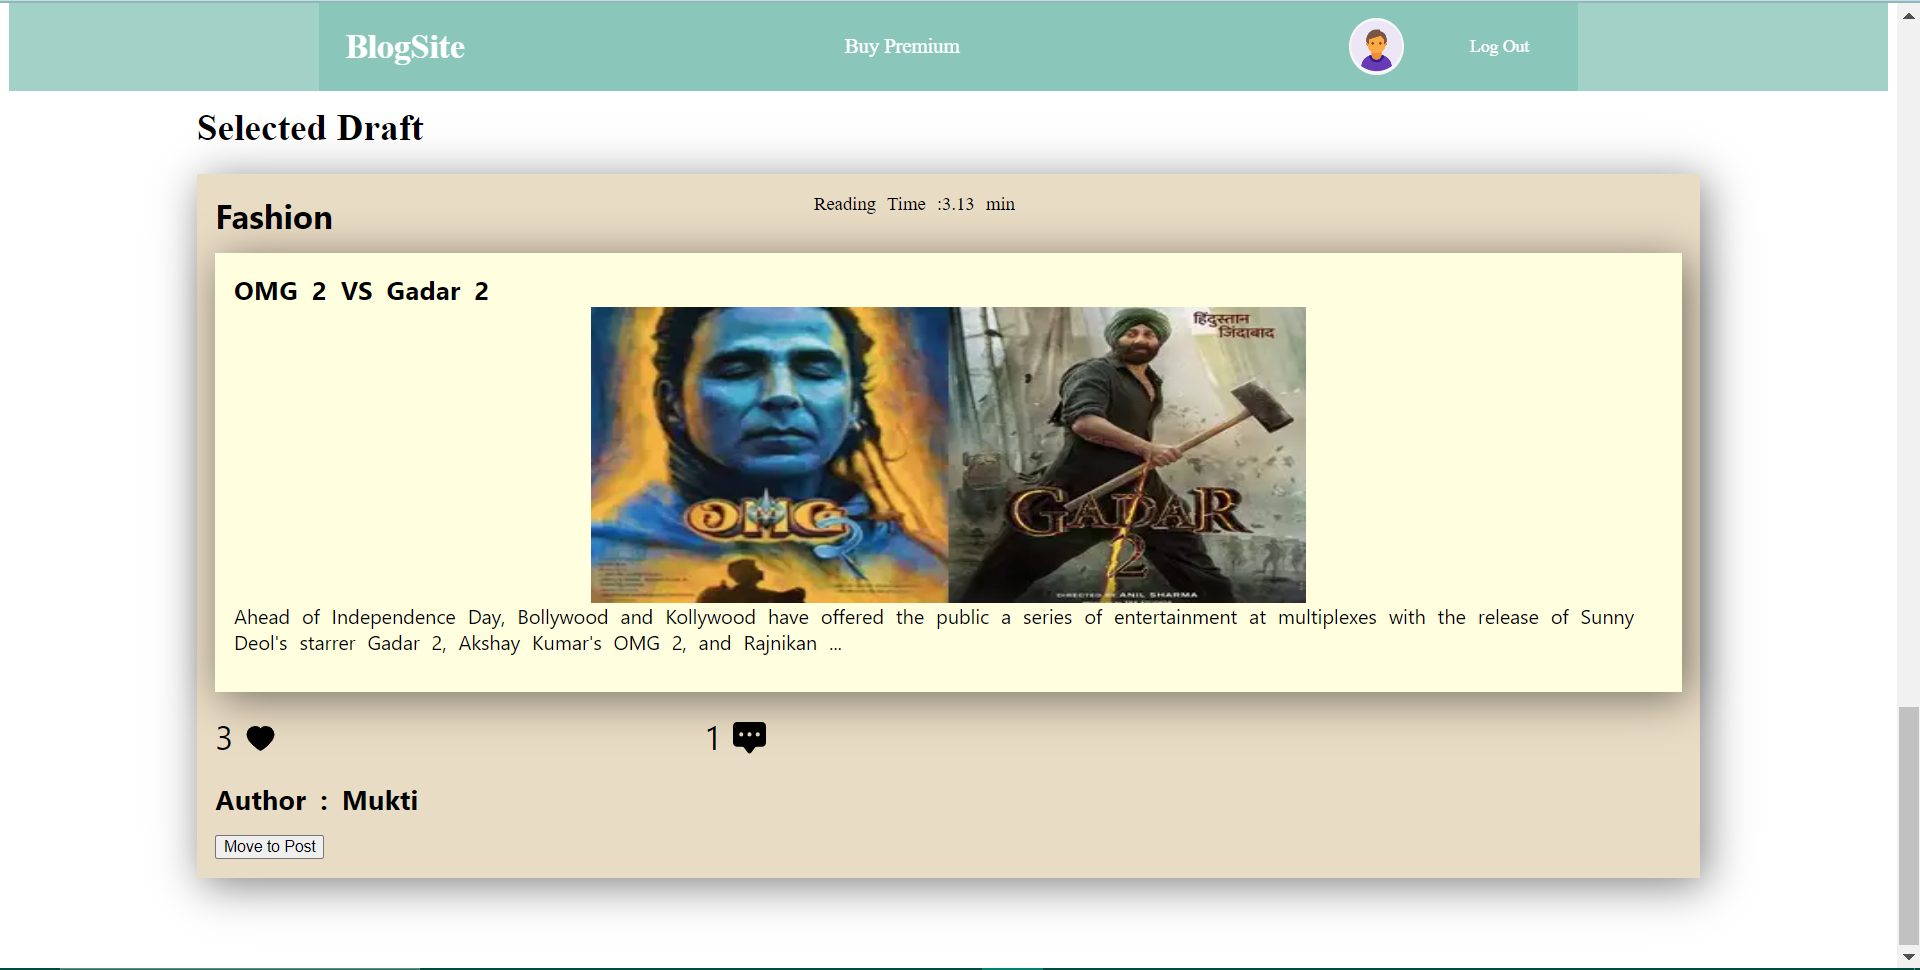 BlogSite
Buy Premium
Log Out
Selected Draft
Fashion
Reading Time :3.13 min
OMG 2 VS Gadar 2
हिंदुस्तान
जिंदाबाद
OMG
२
GADAR
2
DIRECTED BY ANIL SHARMA
Ahead of Independence Day, Bollywood and Kollywood have offered the public a series of entertainment at multiplexes with the release of Sunny
Deol's starrer Gadar 2, Akshay Kumar's OMG 2, and Rajnikan ...
3
1
Author : Mukti
Move to Post